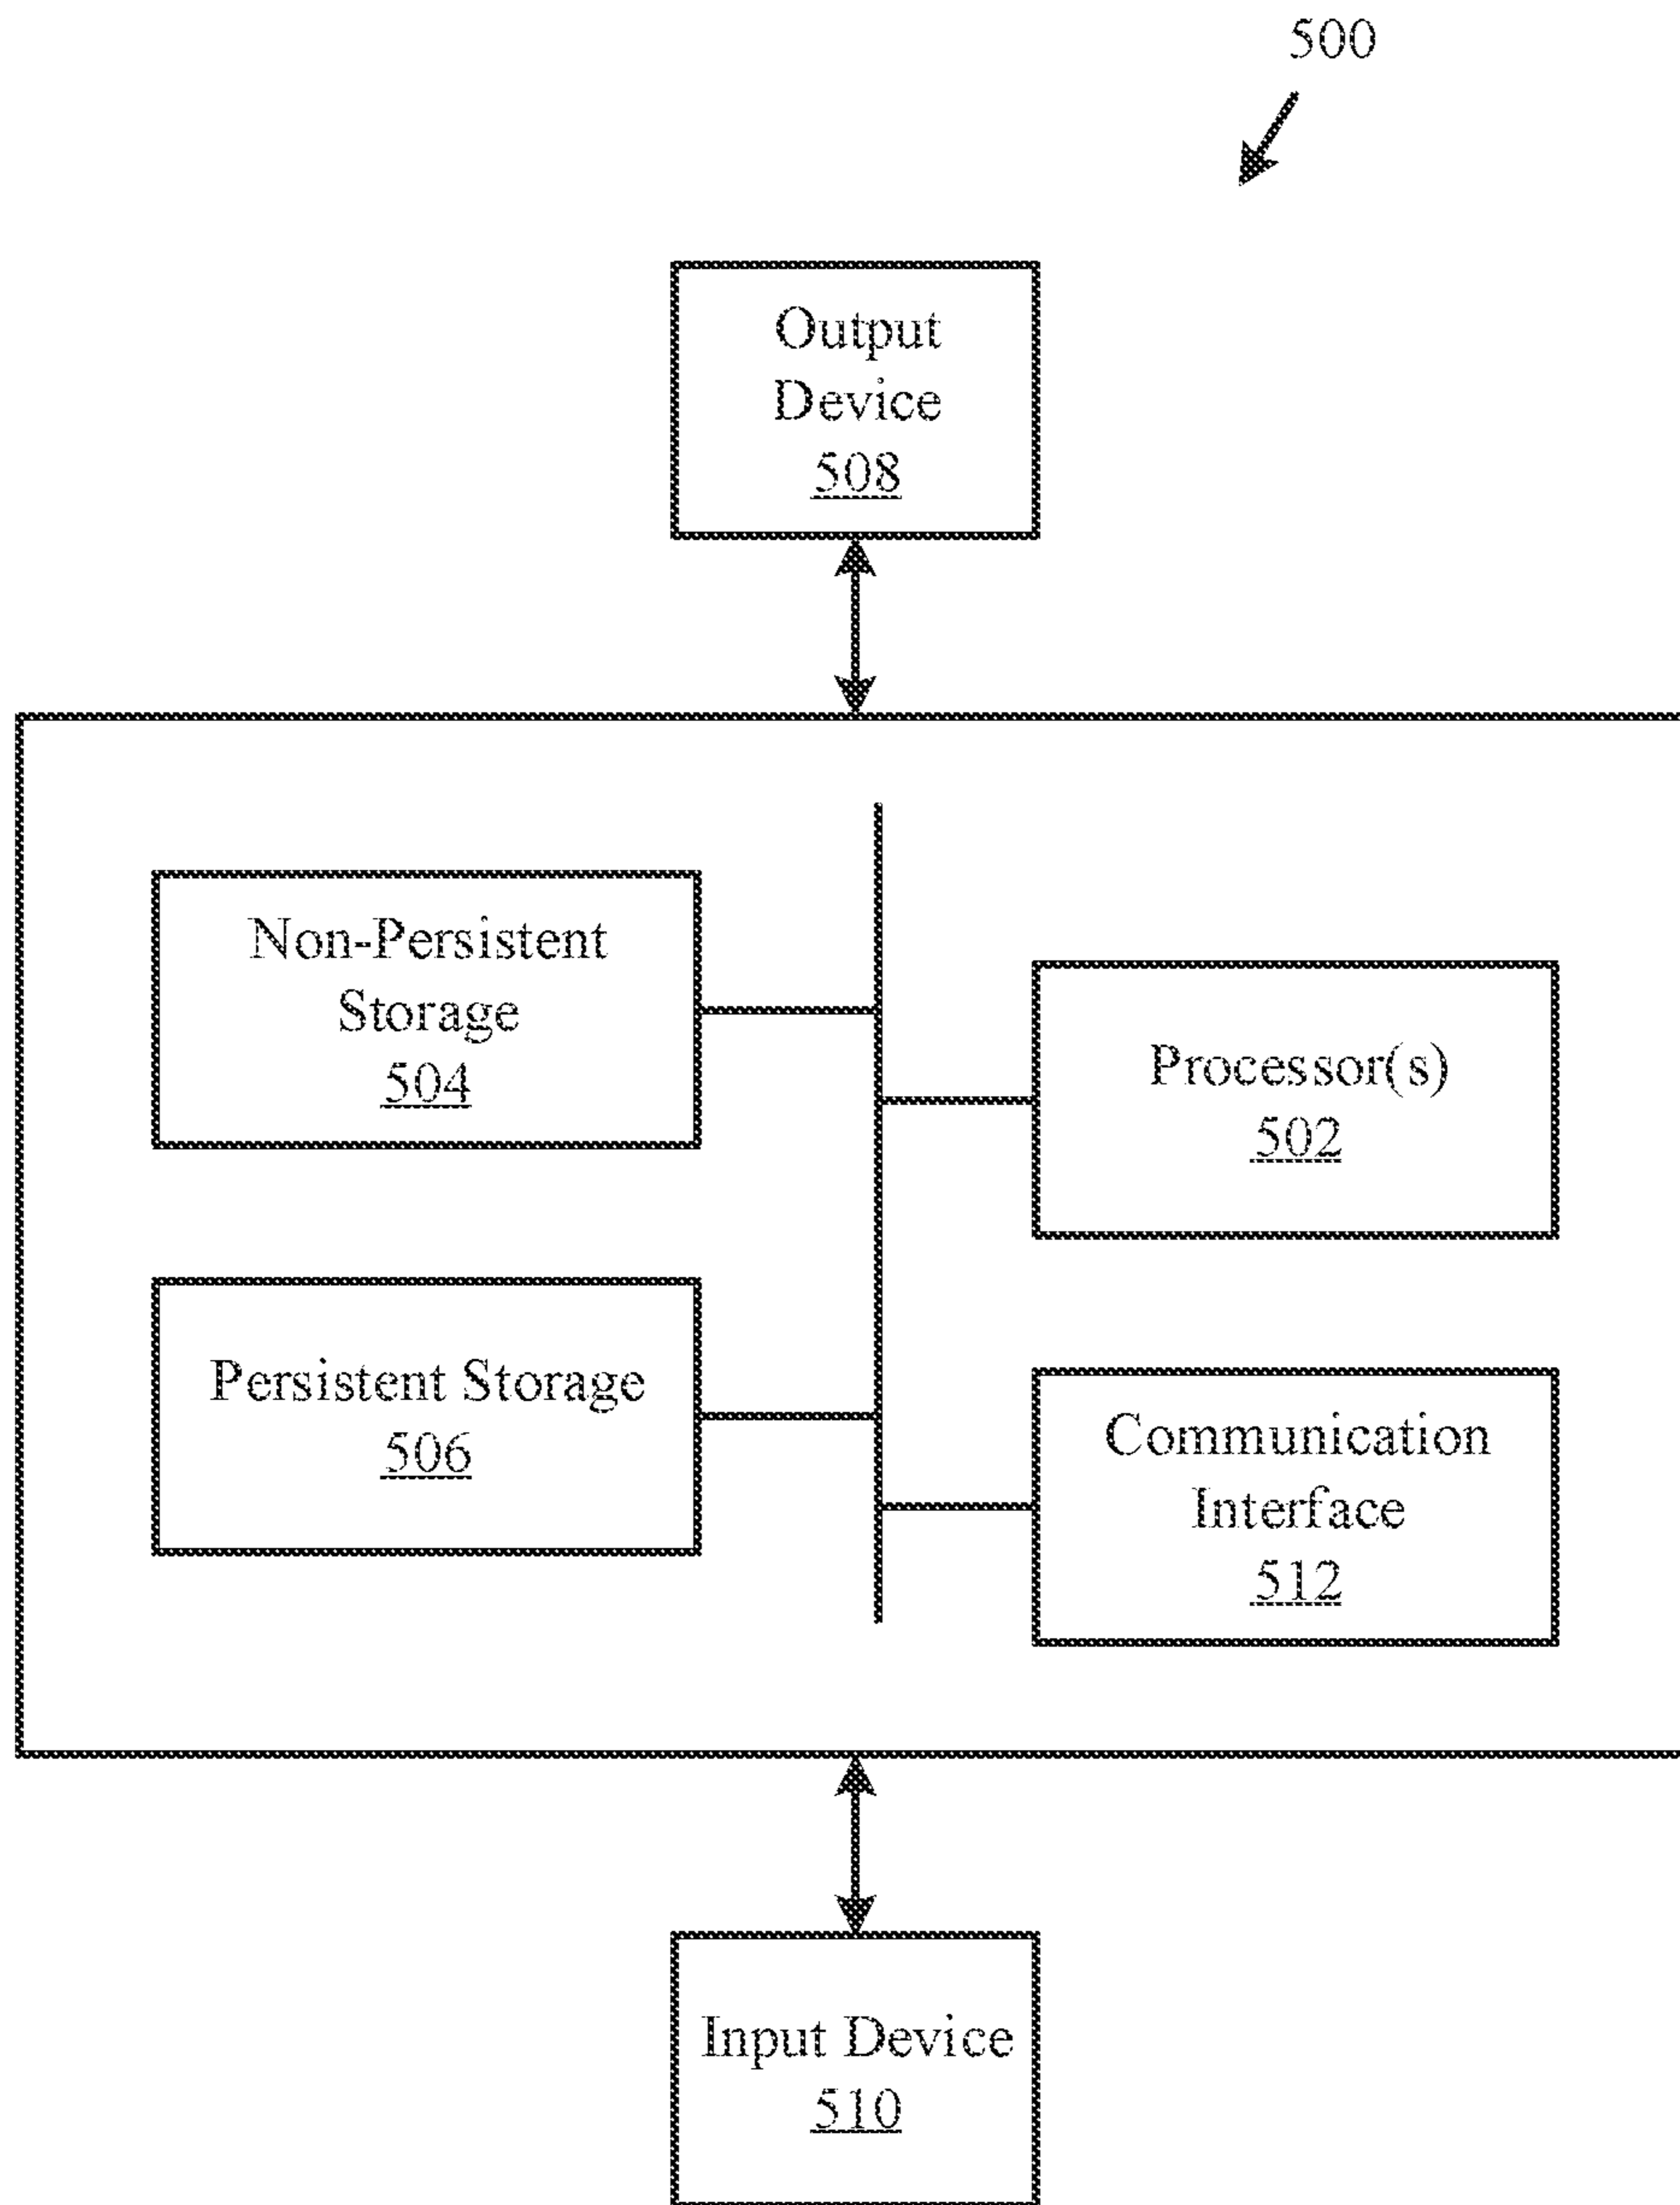 500
Output
Device
508
Non-Persistent
Storage
504
Processor(s)
502
Persistent Storage
506
Communication
Interface
512
Input Device
510